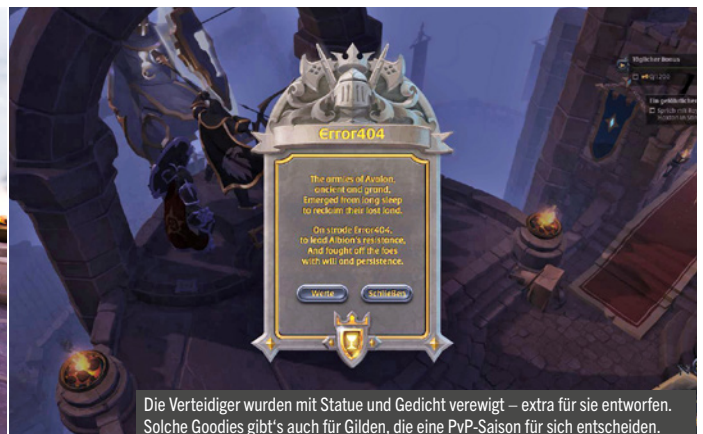 Täglicher Bonus
Error404
The armies of Avalon,
ancient and grand,
Emerged from long sleep
to reclaim their lost land.
On strode Error404,
to lead Albion's resistance,
And fought off the foes
with will and persistence.
Werte
Schließen
Die Verteidiger wurden mit Statue und Gedicht verewigt – extra für sie entworfen.
Solche Goodies gibt's auch für Gilden, die eine PvP-Saison für sich entscheiden.